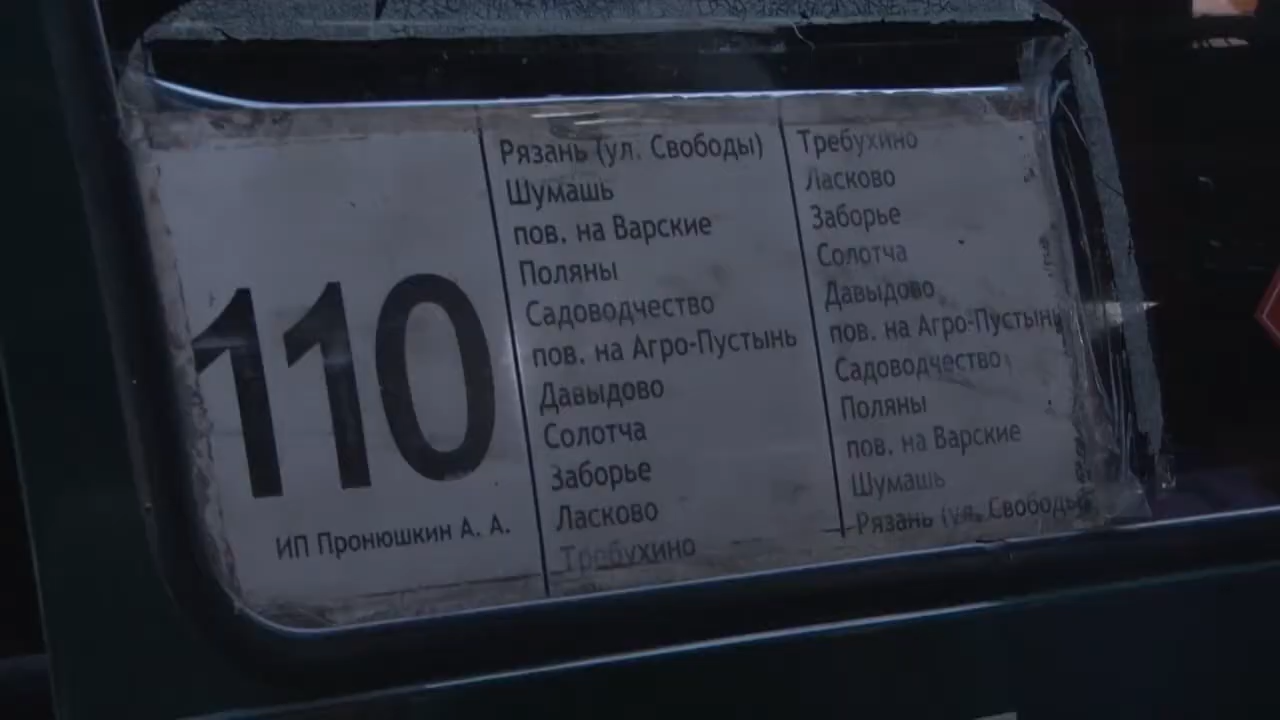 110
ИП Пронюшкин А. А.
Рязань (ул. Свободы)
Шумашь
пов. на Варские
Поляны
Садоводчество
пов. на Агро-Пустынь
Давыдово
Солотча
Заборье
Ласково
Требухино
Требухино
Ласково
Заборье
Солотча
Давыдово
пов. на Агро-Пустынь
Садоводчество
Поляны
пов. на Варские
Шумашь
Рязань (ул. Свободы)